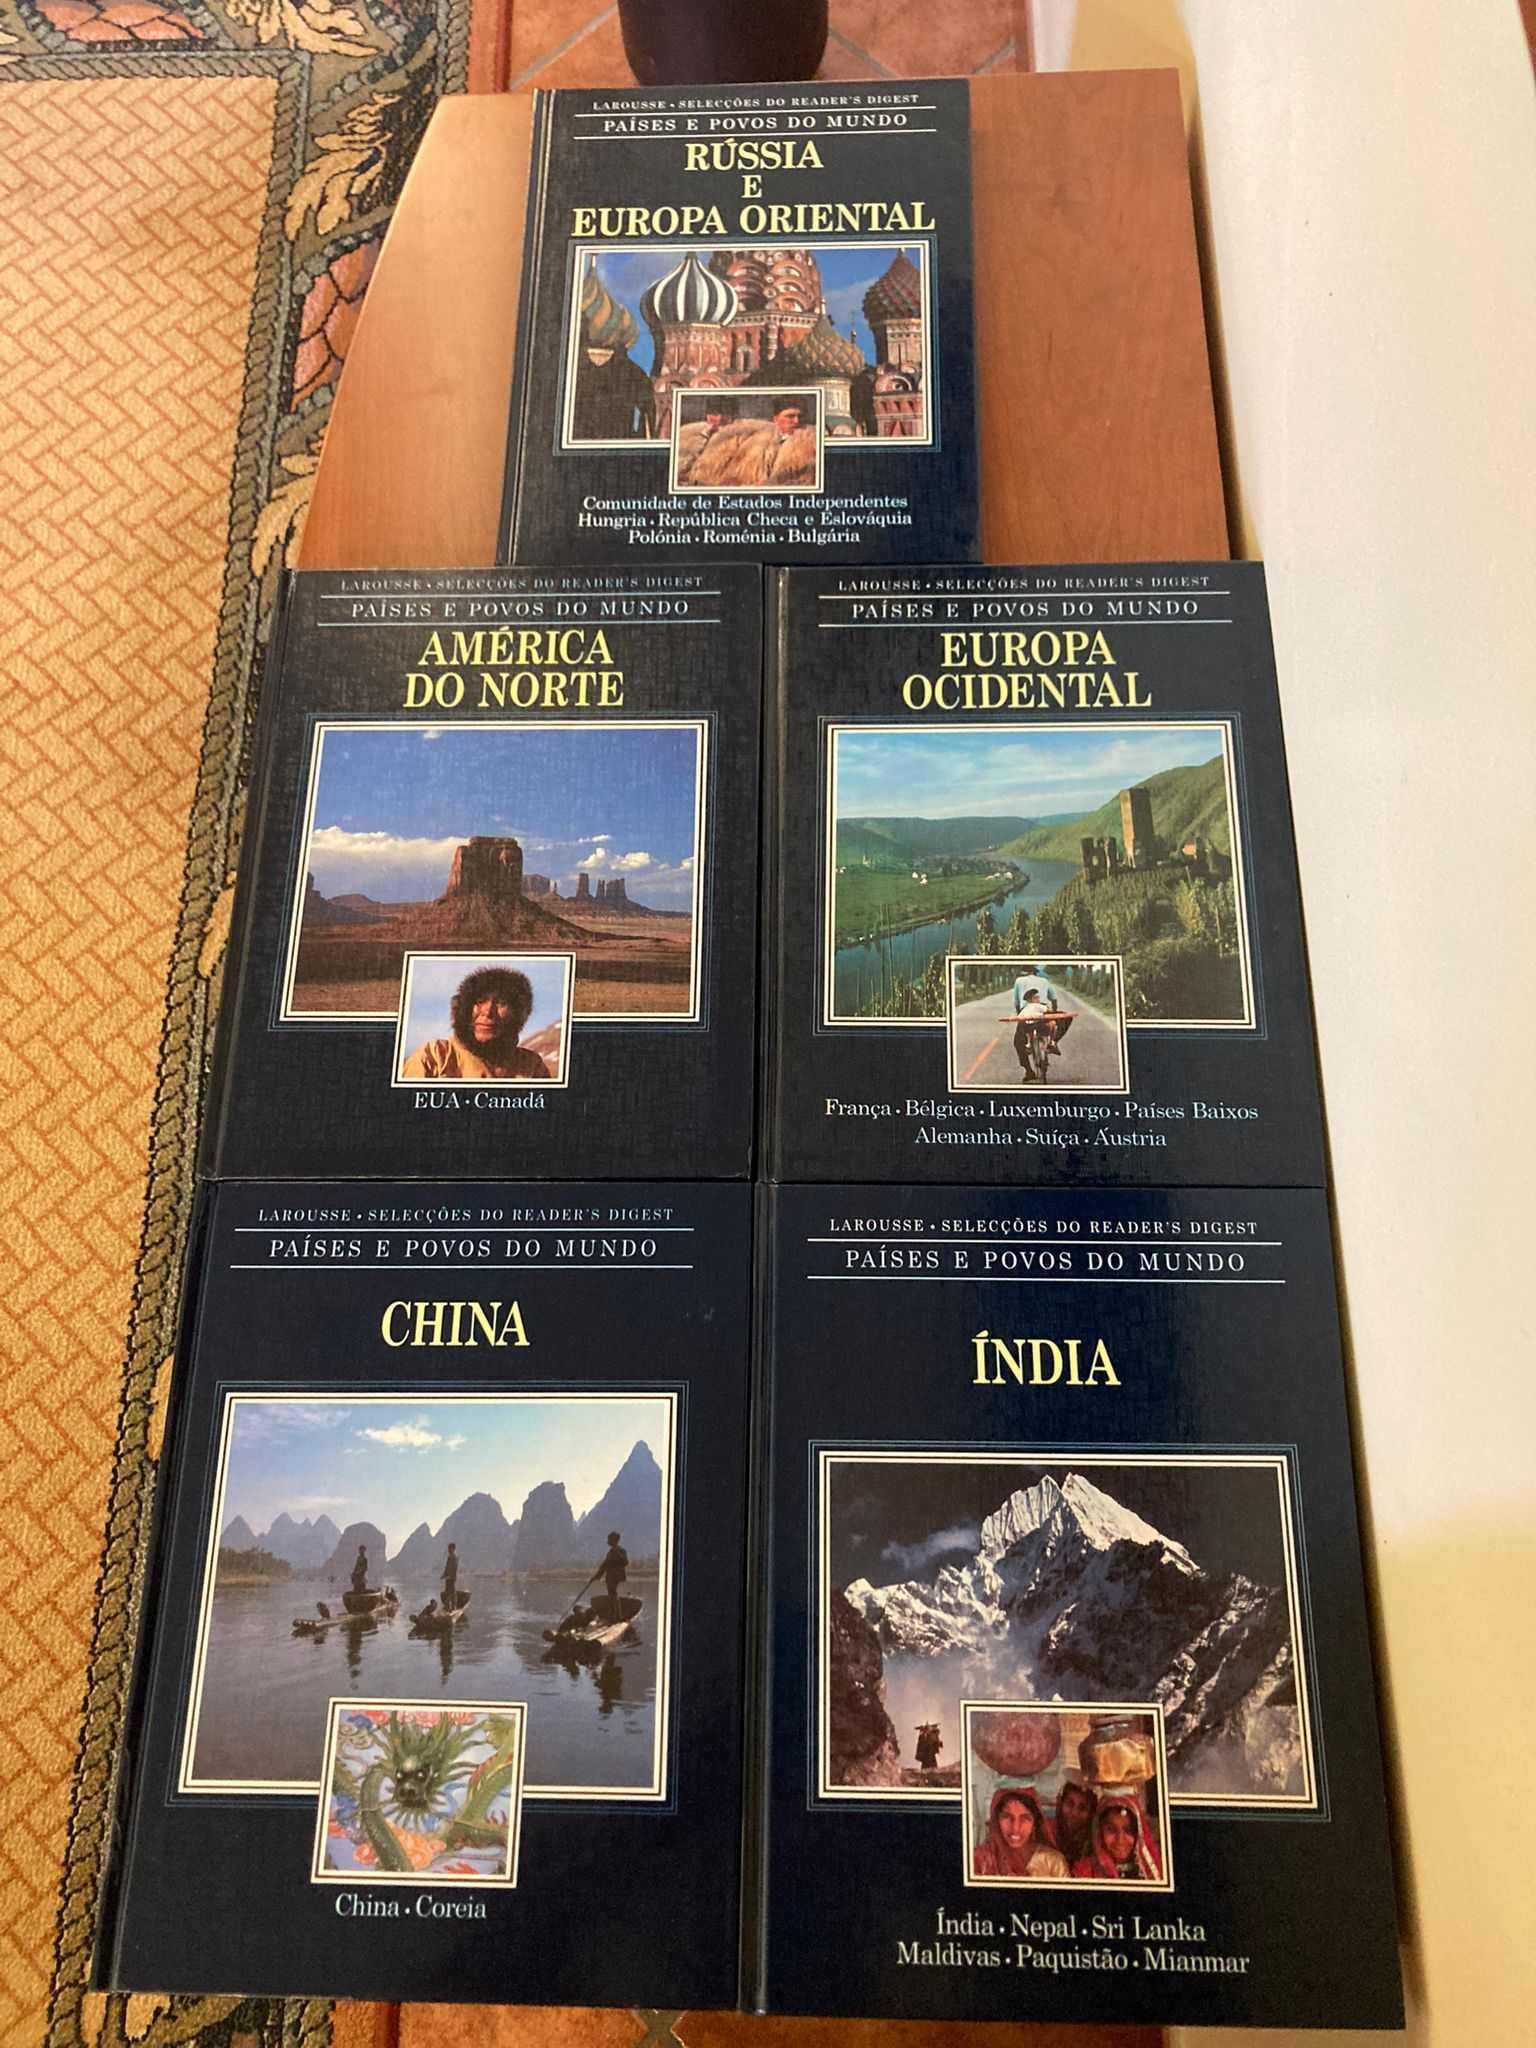 LAROUSSE • SELECÇÕES DO READER'S DIGEST
PAÍSES E POVOS DO MUNDO
RÚSSIA
E
EUROPA ORIENTAL
Comunidade de Estados Independentes
Hungria • República Checa e Eslováquia
Polónia • Roménia • Bulgária
LAROUSSE • SELECÇÕES DO READER'S DIGEST
PAÍSES E POVOS DO MUNDO
AMÉRICA
DO NORTE
EUA • Canadá
LAROUSSE • SELECÇÕES DO READER'S DIGEST
PAÍSES E POVOS DO MUNDO
EUROPA
OCIDENTAL
França • Bélgica • Luxemburgo • Países Baixos
Alemanha • Suíça • Áustria
LAROUSSE • SELECÇÕES DO READER'S DIGEST
PAÍSES E POVOS DO MUNDO
CHINA
China • Coreia
LAROUSSE • SELECÇÕES DO READER'S DIGEST
PAÍSES E POVOS DO MUNDO
ÍNDIA
Índia • Nepal • Sri Lanka
Maldivas • Paquistão • Mianmar